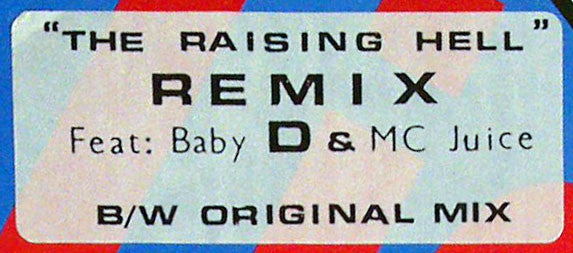 “THE RAISING HELL”
REMIX
Feat: Baby D & MC Juice
B/W ORIGINAL MIX